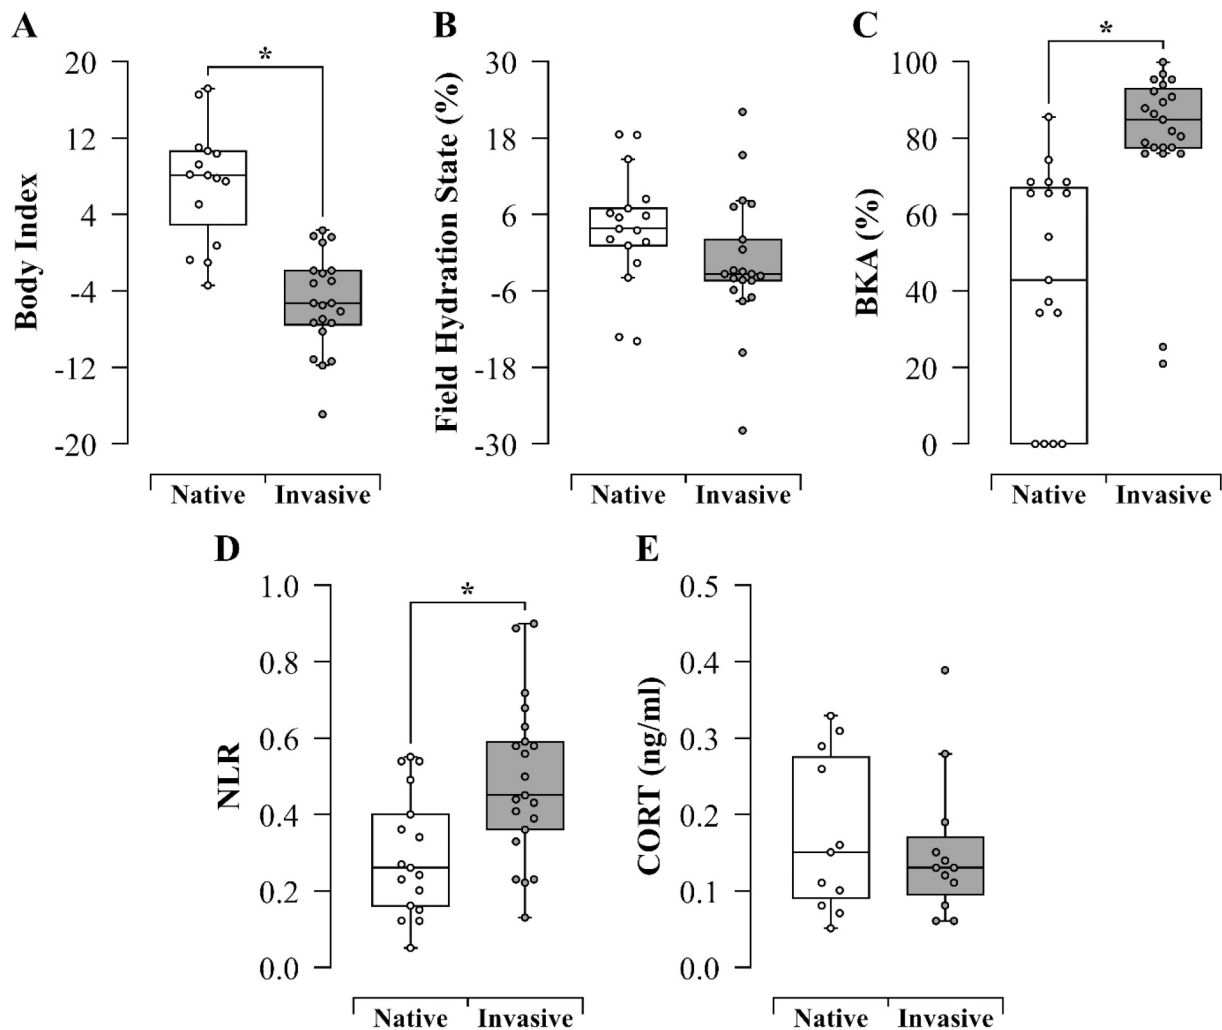 A
Body Index
20
12
4
-4
-12
-20
*
Native Invasive
B
Field Hydration State (%)
30
18
6
-6
-18
-30
Native Invasive
C
BKA (%)
100
80
60
40
20
0
*
Native Invasive
D
NLR
1.0
0.8
0.6
0.4
0.2
0.0
*
Native Invasive
E
CORT (ng/ml)
0.5
0.4
0.3
0.2
0.1
0.0
Native Invasive